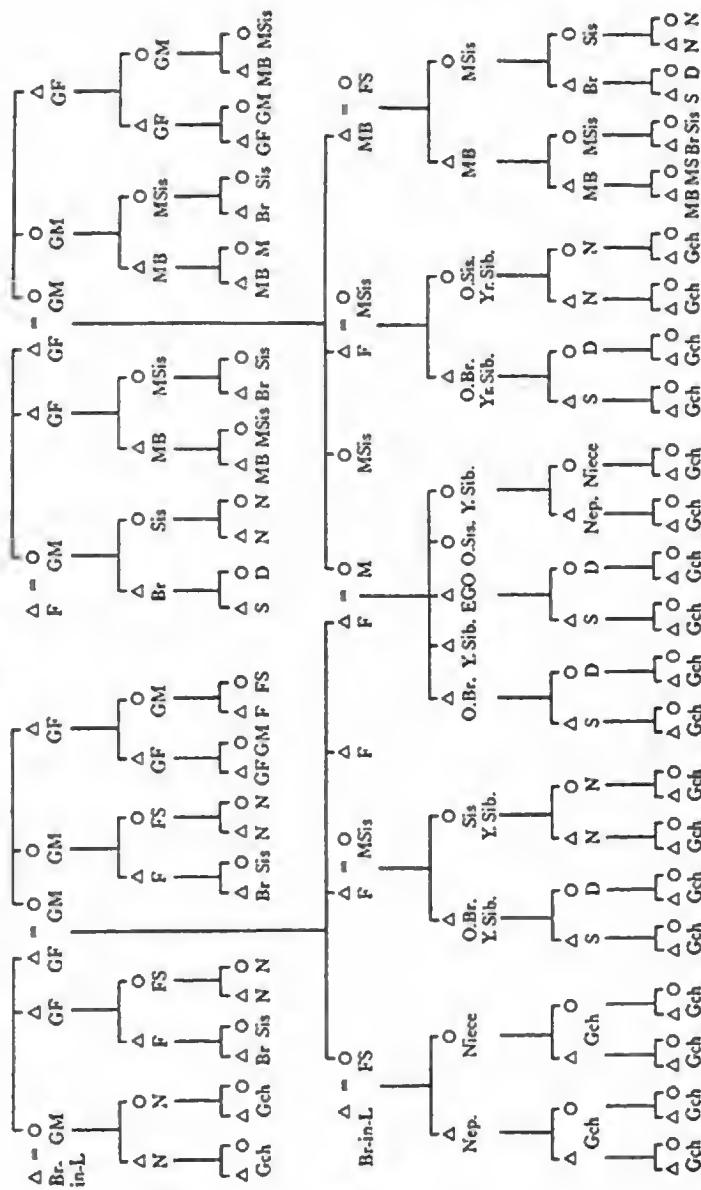 Br- GM GF GF GM GM GF F GM GF GF GM GM GF
in-L
N N F FS F FS GF GM Br Sis MB MSis MB MSis GF GM
Gch Gch Br Sis N N Br Sis N N GF GM F FS S D N N MB MSis Br Sis MB M Br Sis GF GM MB MSis
Br-in-L FS F MSis F F M MSis F MSis MB FS
Nep. Niece O.Br. Sis O.Br. Y. Sib. EGO O.Sis. Y. Sib. O.Br. O.Sis. MB MSis
Y. Sib. Y. Sib. Yr.Sib. Yr.Sib.
Gch Gch S D N N S D S D Nep. Niece S D N N MB MSis Br Sis
Gch Gch Gch Gch Gch Gch Gch Gch Gch Gch Gch Gch Gch Gch Gch Gch Gch Gch MB MS Br Sis S D N N